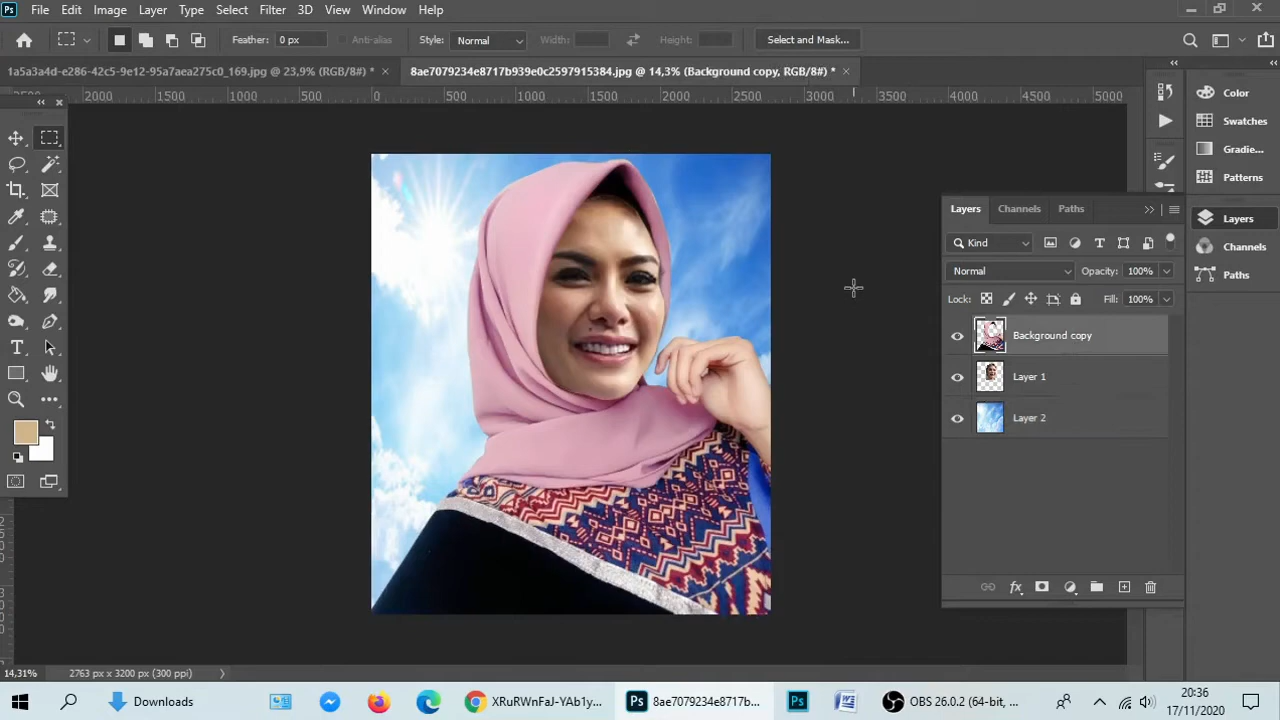 Ps File Edit Image Layer Type Select Filter 3D View Window Help
Feather: 0 px Anti-alias Style: Normal Width: Height: Select and Mask...
1a5a3a4d-e286-42c5-9e12-95a7aea275c0_169.jpg @ 23,9% (RGB/8#) * × 8ae7079234e8717b939e0c2597915384.jpg @ 14,3% (Background copy, RGB/8#) * ×
2000 1500 1000 500 0 500 1000 1500 2000 2500 3000 3500 4000 4500 5000
Color
Swatches
Gradie...
Patterns
Layers Channels Paths
Layers
Channels
Paths
Kind
Normal Opacity: 100%
Lock: Fill: 100%
Background copy
Layer 1
Layer 2
fx
14,31% 2763 px x 3200 px (300 ppi)
Downloads XRuRWnFaJ-YAb1y... Ps 8ae7079234e8717b... Ps OBS 26.0.2 (64-bit, ... 20:36
17/11/2020